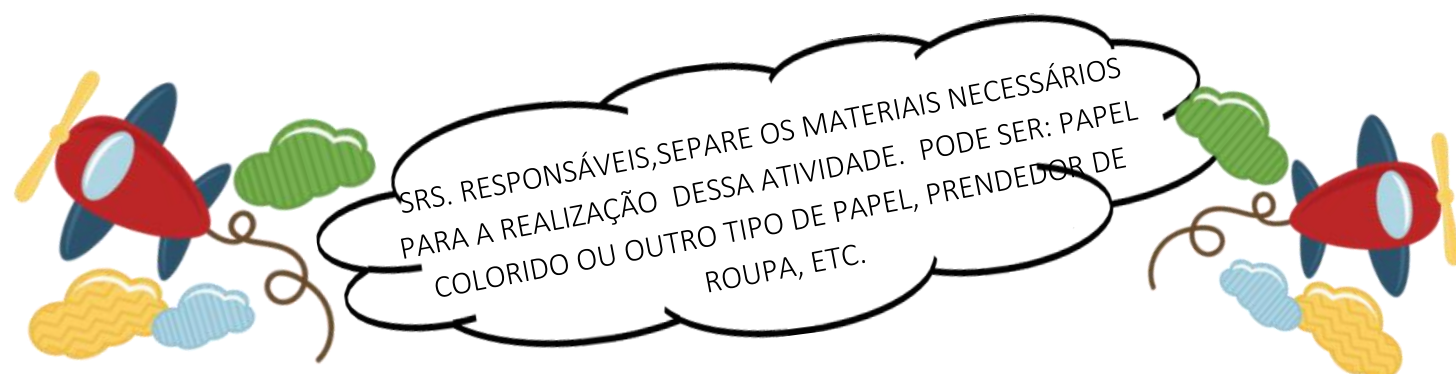 SRS. RESPONSÁVEIS,SEPARE OS MATERIAIS NECESSÁRIOS
PARA A REALIZAÇÃO DESSA ATIVIDADE. PODE SER: PAPEL
COLORIDO OU OUTRO TIPO DE PAPEL, PRENDEDOR DE
ROUPA, ETC.